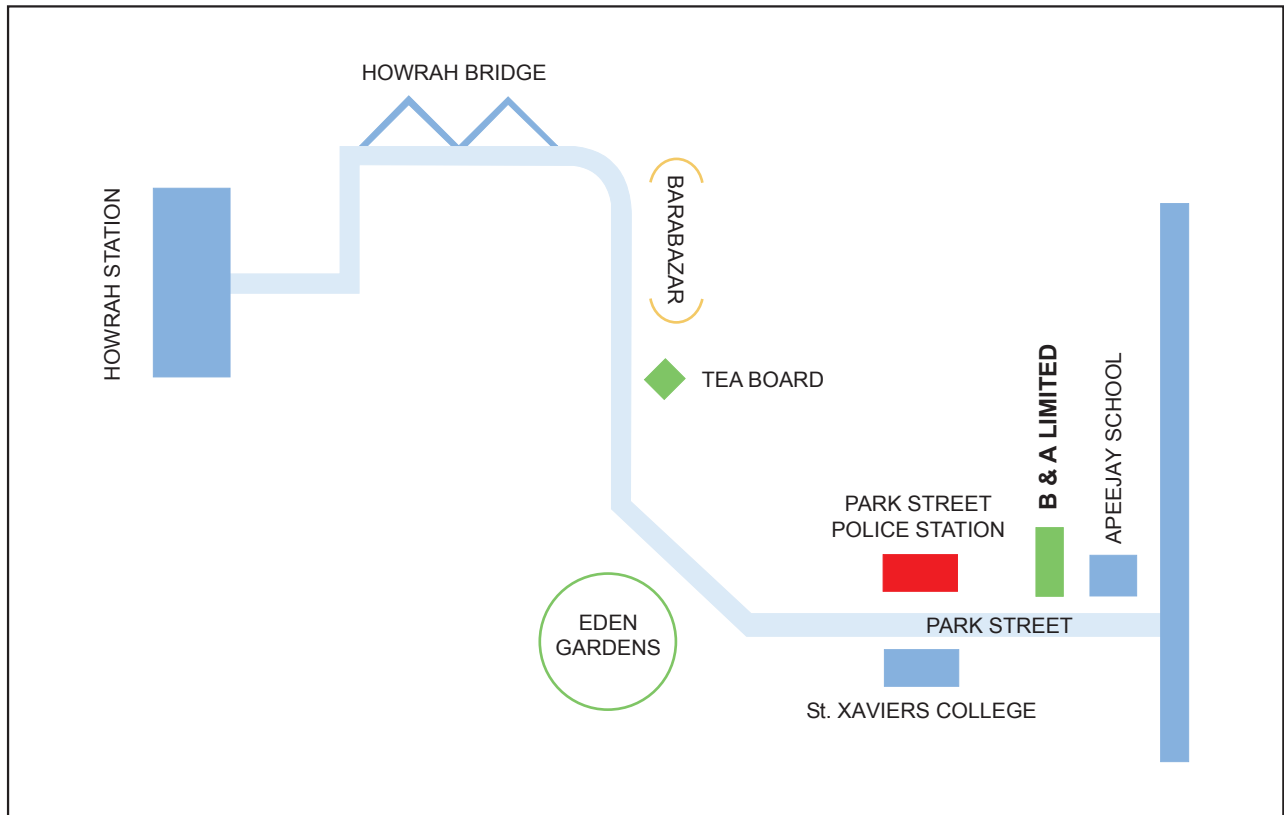 HOWRAH BRIDGE
HOWRAH STATION
BARABAZAR
TEA BOARD
B & A LIMITED
APEEJAY SCHOOL
PARK STREET
POLICE STATION
EDEN
GARDENS
PARK STREET
St. XAVIERS COLLEGE